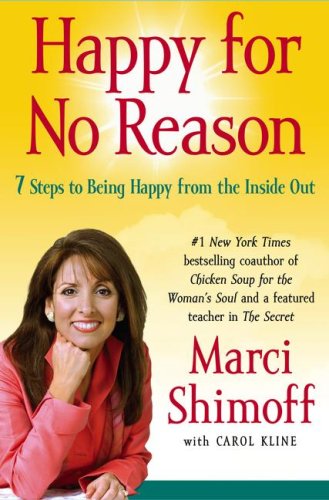 Happy for
No Reason
7 Steps to Being Happy from the Inside Out
#1 New York Times
bestselling coauthor of
Chicken Soup for the
Woman's Soul and a featured
teacher in The Secret
Marci
Shimoff
with CAROL KLINE